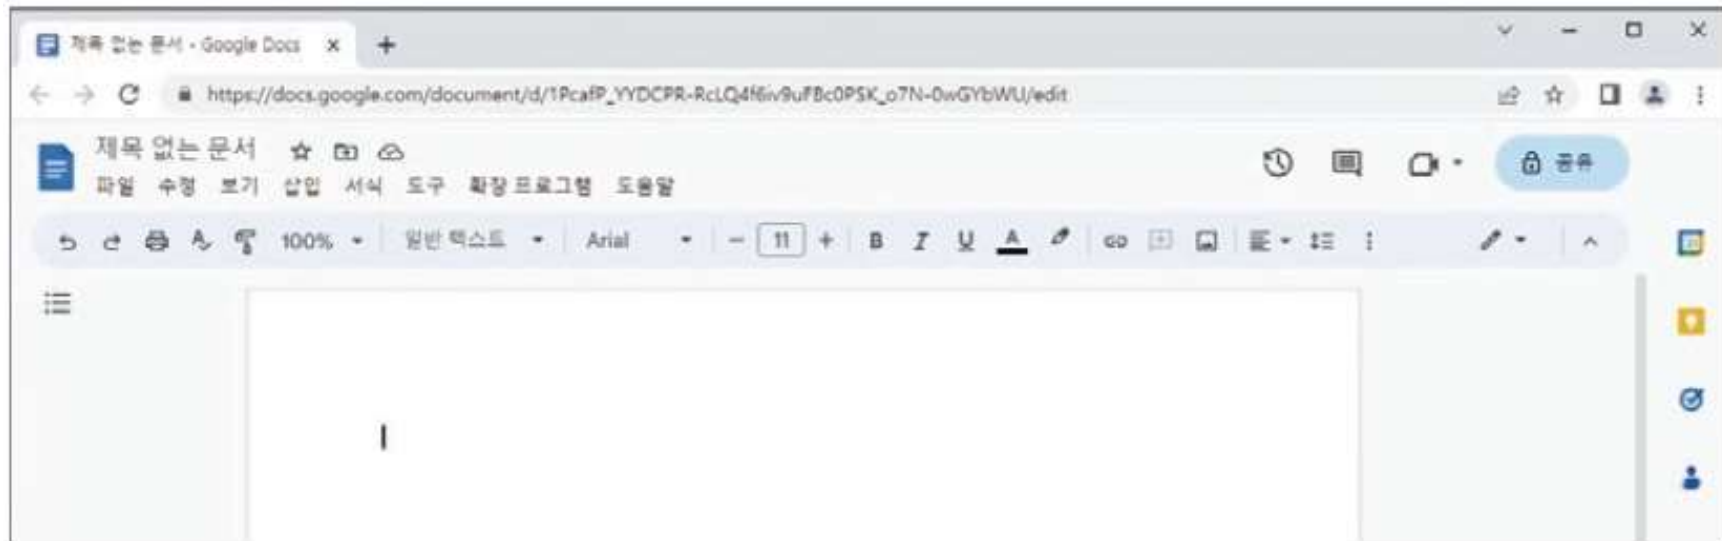 제목 없는 문서 - Google Docs
https://docs.google.com/document/d/1PcafP_YYDCPR-RcLQ4f6iv9uFBc0PSK_o7N-0wGYbWU/edit
제목 없는 문서
공유
파일 수정 보기 삽입 서식 도구 확장 프로그램 도움말
100% 일반 텍스트 Arial 11 B I U A